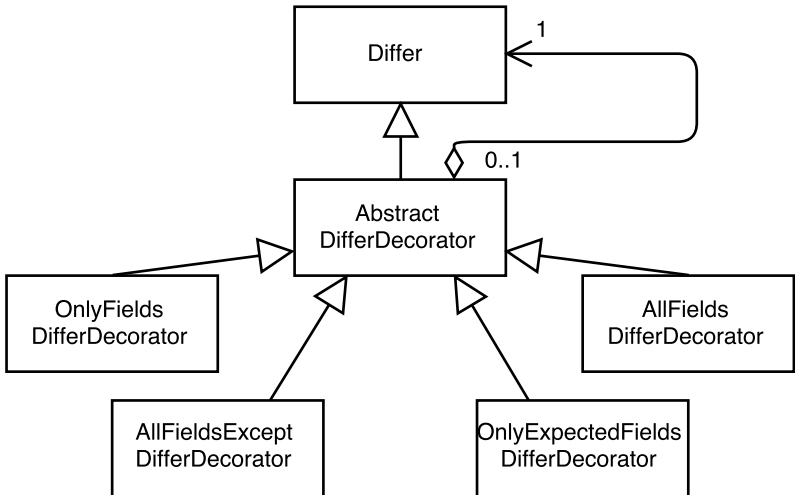 1
Differ
0..1
Abstract
DifferDecorator
OnlyFields
DifferDecorator
AllFields
DifferDecorator
AllFieldsExcept
DifferDecorator
OnlyExpectedFields
DifferDecorator